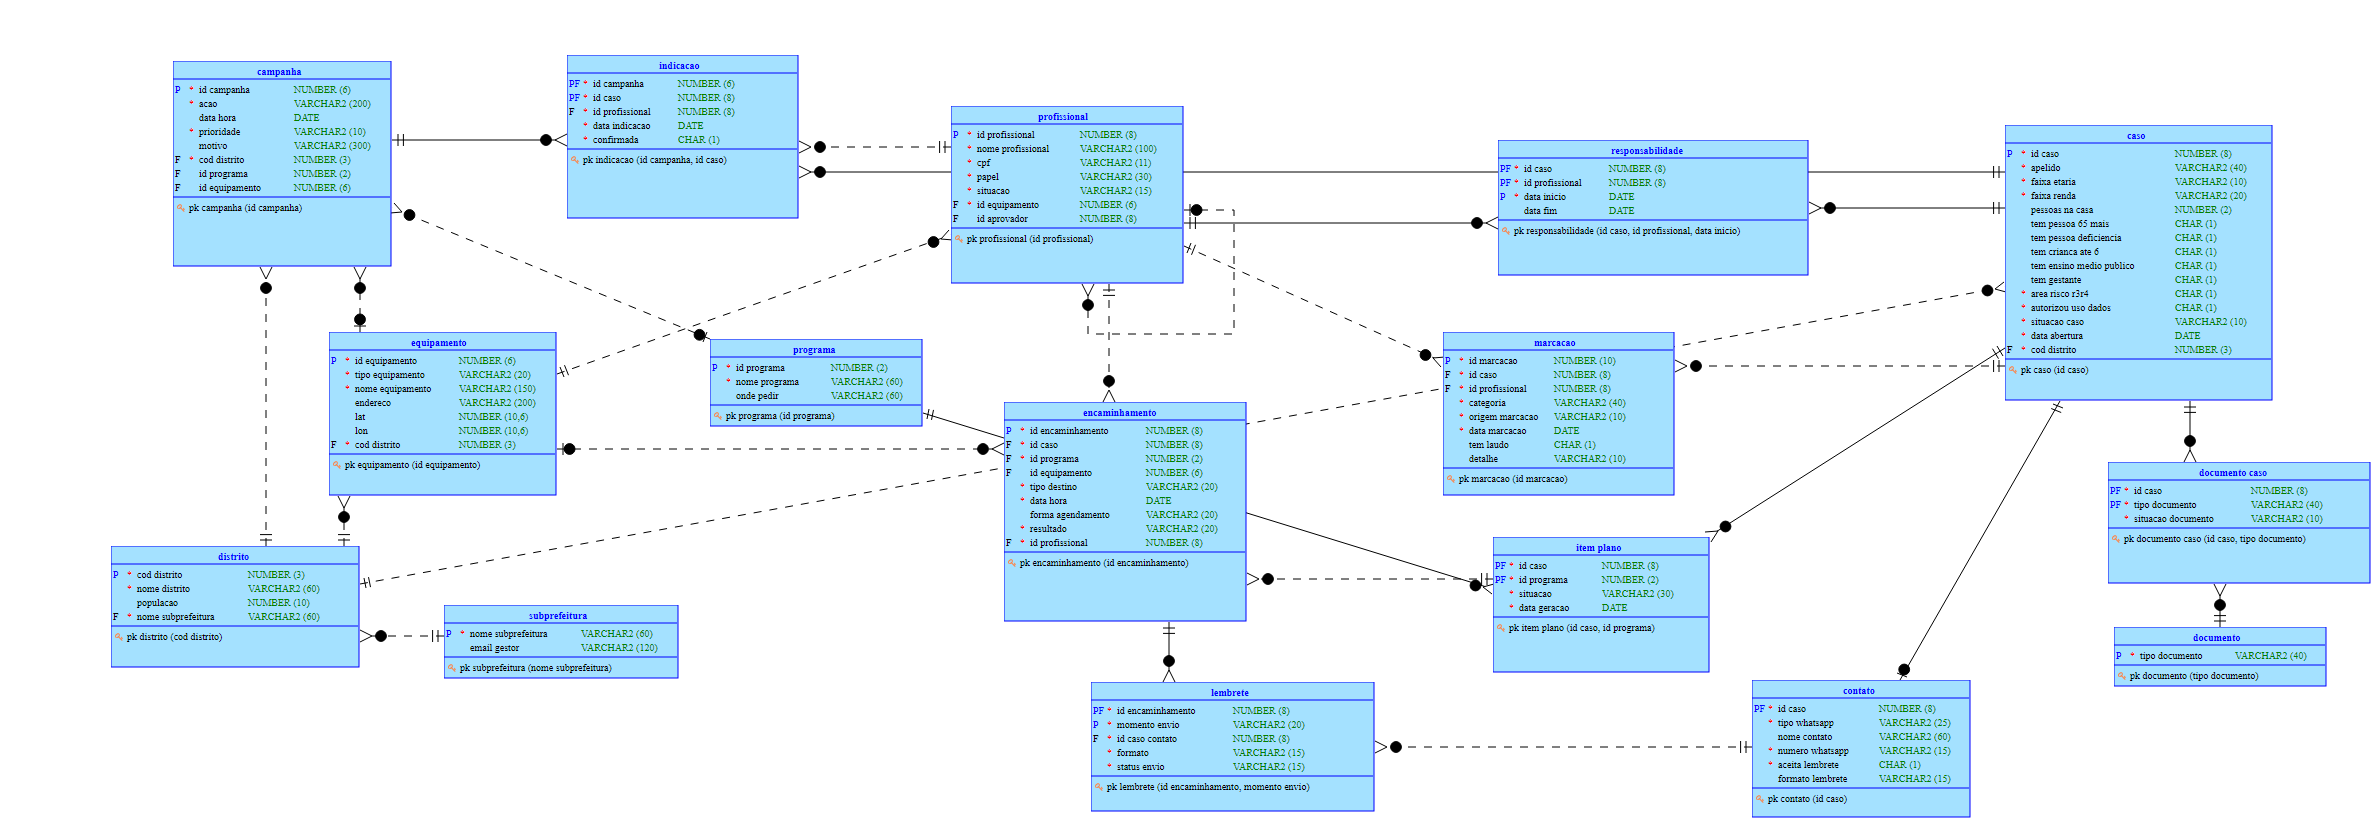 campanha
P * id campanha NUMBER (6)
* acao VARCHAR2 (200)
data hora DATE
* prioridade VARCHAR2 (10)
motivo VARCHAR2 (300)
F * cod distrito NUMBER (3)
F id programa NUMBER (2)
F id equipamento NUMBER (6)
pk campanha (id campanha)
indicacao
PF * id campanha NUMBER (6)
PF * id caso NUMBER (8)
F * id profissional NUMBER (8)
* data indicacao DATE
* confirmada CHAR (1)
pk indicacao (id campanha, id caso)
profissional
P * id profissional NUMBER (8)
* nome profissional VARCHAR2 (100)
* cpf VARCHAR2 (11)
* papel VARCHAR2 (30)
* situacao VARCHAR2 (15)
F * id equipamento NUMBER (6)
F id aprovador NUMBER (8)
pk profissional (id profissional)
responsabilidade
PF * id caso NUMBER (8)
PF * id profissional NUMBER (8)
P * data inicio DATE
data fim DATE
pk responsabilidade (id caso, id profissional, data inicio)
caso
P * id caso NUMBER (8)
* apelido VARCHAR2 (40)
* faixa etaria VARCHAR2 (10)
* faixa renda VARCHAR2 (20)
pessoas na casa NUMBER (2)
tem pessoa 65 mais CHAR (1)
tem pessoa deficiencia CHAR (1)
tem crianca ate 6 CHAR (1)
tem ensino medio publico CHAR (1)
tem gestante CHAR (1)
* area risco r3r4 CHAR (1)
* autorizou uso dados CHAR (1)
* situacao caso VARCHAR2 (10)
* data abertura DATE
F * cod distrito NUMBER (3)
pk caso (id caso)
equipamento
P * id equipamento NUMBER (6)
* tipo equipamento VARCHAR2 (20)
* nome equipamento VARCHAR2 (150)
endereco VARCHAR2 (200)
lat NUMBER (10,6)
lon NUMBER (10,6)
F * cod distrito NUMBER (3)
pk equipamento (id equipamento)
programa
P * id programa NUMBER (2)
* nome programa VARCHAR2 (60)
onde pedir VARCHAR2 (60)
pk programa (id programa)
marcacao
P * id marcacao NUMBER (10)
F * id caso NUMBER (8)
F * id profissional NUMBER (8)
* categoria VARCHAR2 (40)
* origem marcacao VARCHAR2 (10)
* data marcacao DATE
tem laudo CHAR (1)
detalhe VARCHAR2 (10)
pk marcacao (id marcacao)
encaminhamento
P * id encaminhamento NUMBER (8)
F * id caso NUMBER (8)
F * id programa NUMBER (2)
F id equipamento NUMBER (6)
* tipo destino VARCHAR2 (20)
* data hora DATE
forma agendamento VARCHAR2 (20)
* resultado VARCHAR2 (20)
F * id profissional NUMBER (8)
pk encaminhamento (id encaminhamento)
documento caso
PF * id caso NUMBER (8)
PF * tipo documento VARCHAR2 (40)
* situacao documento VARCHAR2 (10)
pk documento caso (id caso, tipo documento)
distrito
P * cod distrito NUMBER (3)
* nome distrito VARCHAR2 (60)
populacao NUMBER (10)
F * nome subprefeitura VARCHAR2 (60)
pk distrito (cod distrito)
subprefeitura
P * nome subprefeitura VARCHAR2 (60)
email gestor VARCHAR2 (120)
pk subprefeitura (nome subprefeitura)
item plano
PF * id caso NUMBER (8)
PF * id programa NUMBER (2)
* situacao VARCHAR2 (30)
* data geracao DATE
pk item plano (id caso, id programa)
documento
P * tipo documento VARCHAR2 (40)
pk documento (tipo documento)
lembrete
PF * id encaminhamento NUMBER (8)
P * momento envio VARCHAR2 (20)
F * id caso contato NUMBER (8)
* formato VARCHAR2 (15)
* status envio VARCHAR2 (15)
pk lembrete (id encaminhamento, momento envio)
contato
PF * id caso NUMBER (8)
* tipo whatsapp VARCHAR2 (25)
nome contato VARCHAR2 (60)
* numero whatsapp VARCHAR2 (15)
* aceita lembrete CHAR (1)
formato lembrete VARCHAR2 (15)
pk contato (id caso)